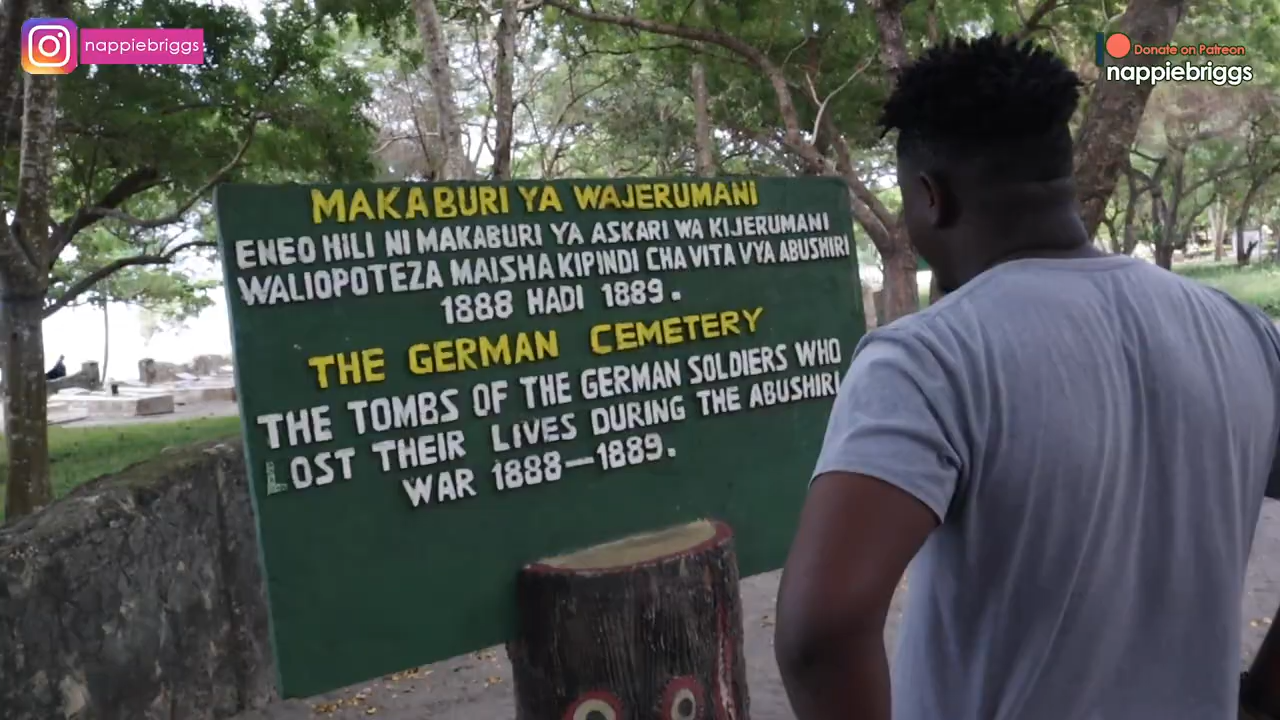 nappiebriggs
Donate on Patreon
nappiebriggs
MAKABURI YA WAJERUMANI
ENEO HILI NI MAKABURI YA ASKARI WA KIJERUMANI
WALIOPOTEZA MAISHA KIPINDI CHA VITA VYA ABUSHIRI
1888 HADI 1889.
THE GERMAN CEMETERY
THE TOMBS OF THE GERMAN SOLDIERS WHO
LOST THEIR LIVES DURING THE ABUSHIRI
WAR 1888-1889.